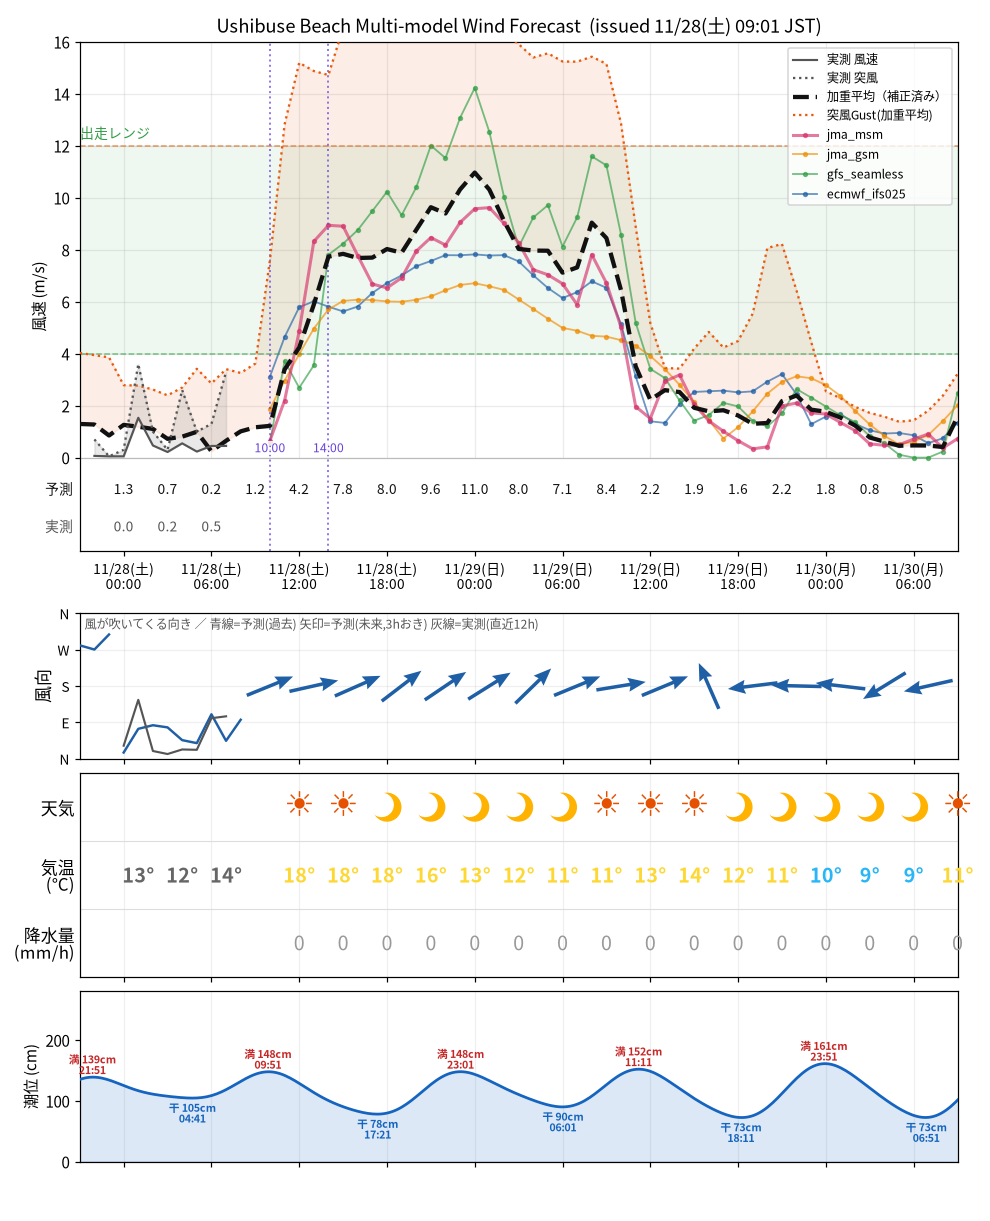 Ushibuse Beach Multi-model Wind Forecast (issued 11/28(土) 09:01 JST)
風速 (m/s)
16
14
12
10
8
6
4
2
0
出走レンジ
実測 風速
実測 突風
加重平均（補正済み）
突風Gust(加重平均)
jma_msm
jma_gsm
gfs_seamless
ecmwf_ifs025
10:00 14:00
予測 1.3 0.7 0.2 1.2 4.2 7.8 8.0 9.6 11.0 8.0 7.1 8.4 2.2 1.9 1.6 2.2 1.8 0.8 0.5
実測 0.0 0.2 0.5
11/28(土) 11/28(土) 11/28(土) 11/28(土) 11/29(日) 11/29(日) 11/29(日) 11/29(日) 11/30(月) 11/30(月)
00:00 06:00 12:00 18:00 00:00 06:00 12:00 18:00 00:00 06:00
風向
N
W
S
E
N
風が吹いてくる向き ／ 青線=予測(過去) 矢印=予測(未来,3hおき) 灰線=実測(直近12h)
天気
気温
(℃)
13° 12° 14° 18° 18° 18° 16° 13° 12° 11° 11° 13° 14° 12° 11° 10° 9° 9° 11°
降水量
(mm/h)
0 0 0 0 0 0 0 0 0 0 0 0 0 0 0 0
潮位 (cm)
200
100
0
満 139cm
21:51
干 105cm
04:41
満 148cm
09:51
干 78cm
17:21
満 148cm
23:01
干 90cm
06:01
満 152cm
11:11
干 73cm
18:11
満 161cm
23:51
干 73cm
06:51